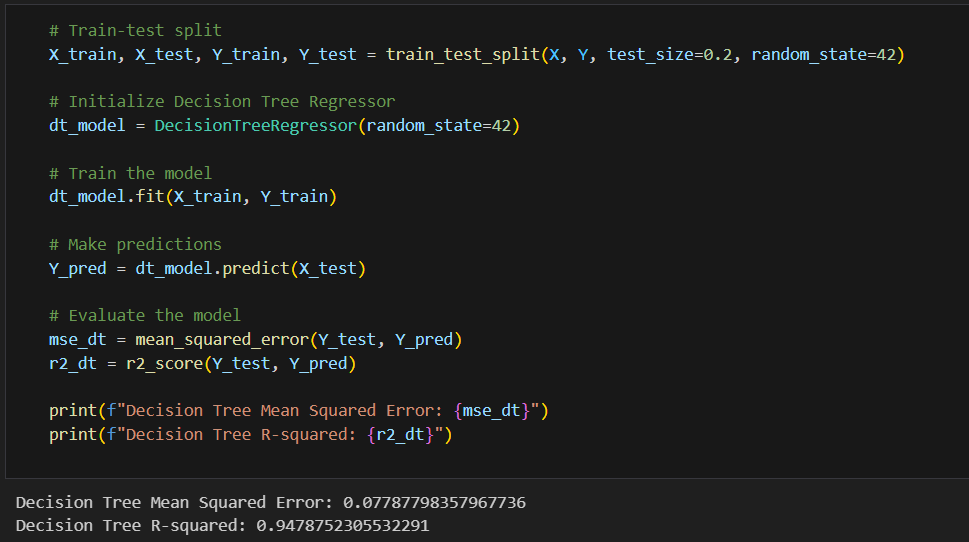 # Train-test split
X_train, X_test, Y_train, Y_test = train_test_split(X, Y, test_size=0.2, random_state=42)
# Initialize Decision Tree Regressor
dt_model = DecisionTreeRegressor(random_state=42)
# Train the model
dt_model.fit(X_train, Y_train)
# Make predictions
Y_pred = dt_model.predict(X_test)
# Evaluate the model
mse_dt = mean_squared_error(Y_test, Y_pred)
r2_dt = r2_score(Y_test, Y_pred)
print(f"Decision Tree Mean Squared Error: {mse_dt}")
print(f"Decision Tree R-squared: {r2_dt}")
Decision Tree Mean Squared Error: 0.07787798357967736
Decision Tree R-squared: 0.9478752305532291